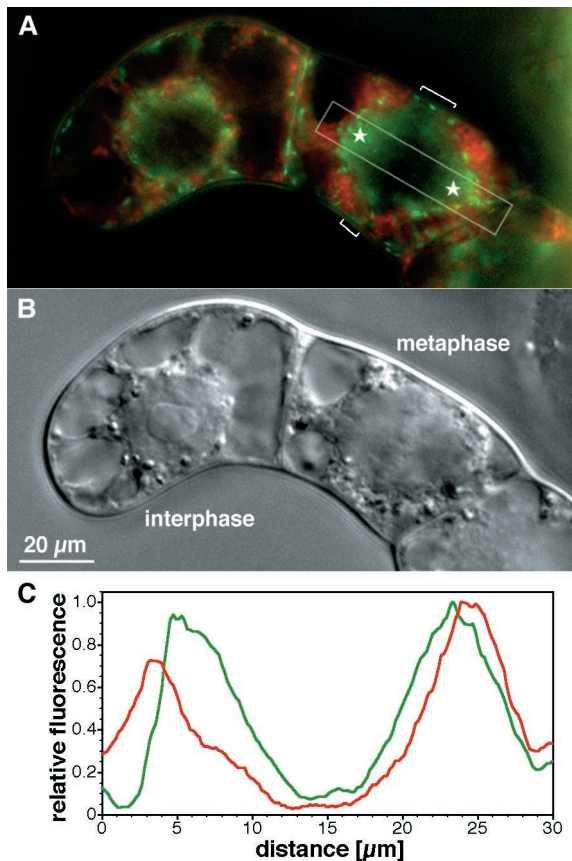 A
B
metaphase
interphase
20 µm
C
relative fluorescence
1.0
0.8
0.6
0.4
0.2
0
0 5 10 15 20 25 30
distance [µm]